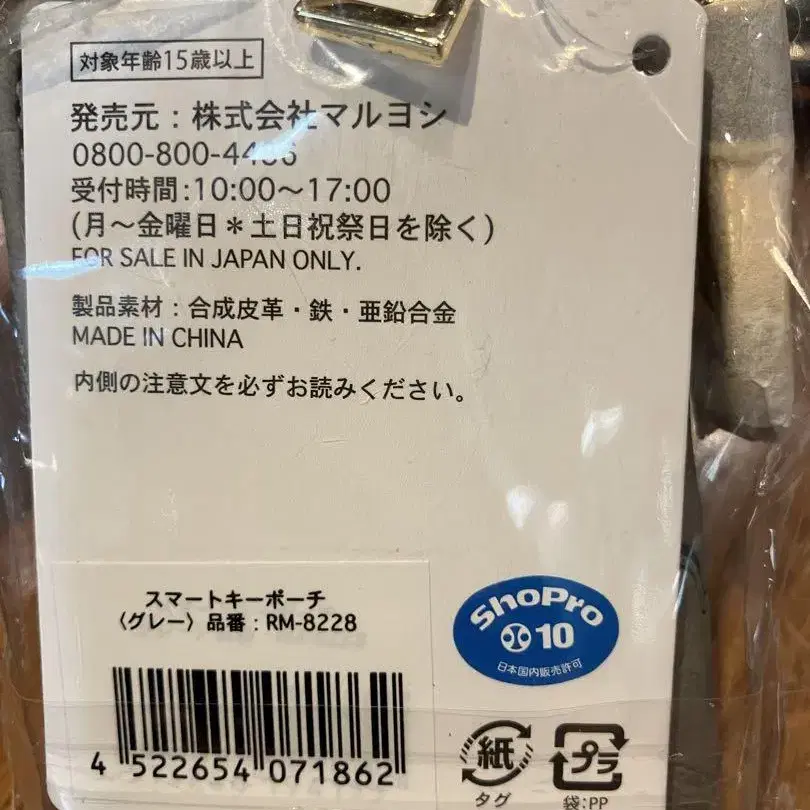 対象年齢15歳以上
発売元：株式会社マルヨシ
0800-800-4496
受付時間:10:00～17:00
(月～金曜日＊土日祝祭日を除く)
FOR SALE IN JAPAN ONLY.
製品素材：合成皮革・鉄・亜鉛合金
MADE IN CHINA
内側の注意文を必ずお読みください。
スマートキーポーチ
〈グレー〉品番：RM-8228
4 522654 071862
ShoPro
10
日本国内販売許可
紙
タグ
プラ
袋:PP